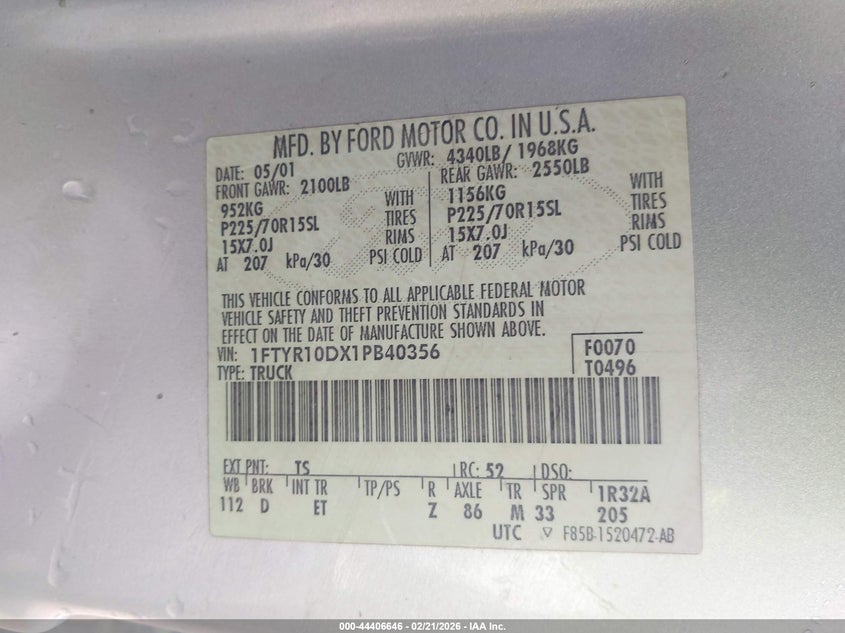 MFD. BY FORD MOTOR CO. IN U.S.A.
DATE: 05/01 GVWR: 4340LB/ 1968KG
FRONT GAWR: 2100LB REAR GAWR: 2550LB
952KG WITH 1156KG WITH
P225/70R15SL TIRES P225/70R15SL TIRES
15X7.0J RIMS 15X7.0J RIMS
AT 207 kPa/30 PSI COLD AT 207 kPa/30 PSI COLD
THIS VEHICLE CONFORMS TO ALL APPLICABLE FEDERAL MOTOR
VEHICLE SAFETY AND THEFT PREVENTION STANDARDS IN
EFFECT ON THE DATE OF MANUFACTURE SHOWN ABOVE.
VIN: 1FTYR10DX1PB40356 F0070
TYPE: TRUCK T0496
EXT PNT: TS RC: 52 DSO:
WB BRK INT TR TP/PS R AXLE TR SPR 1R32A
112 D ET Z 86 M 33 205
UTC ▽ F85B-1520472-AB
000-44406646 - 02/21/2026 - IAA Inc.